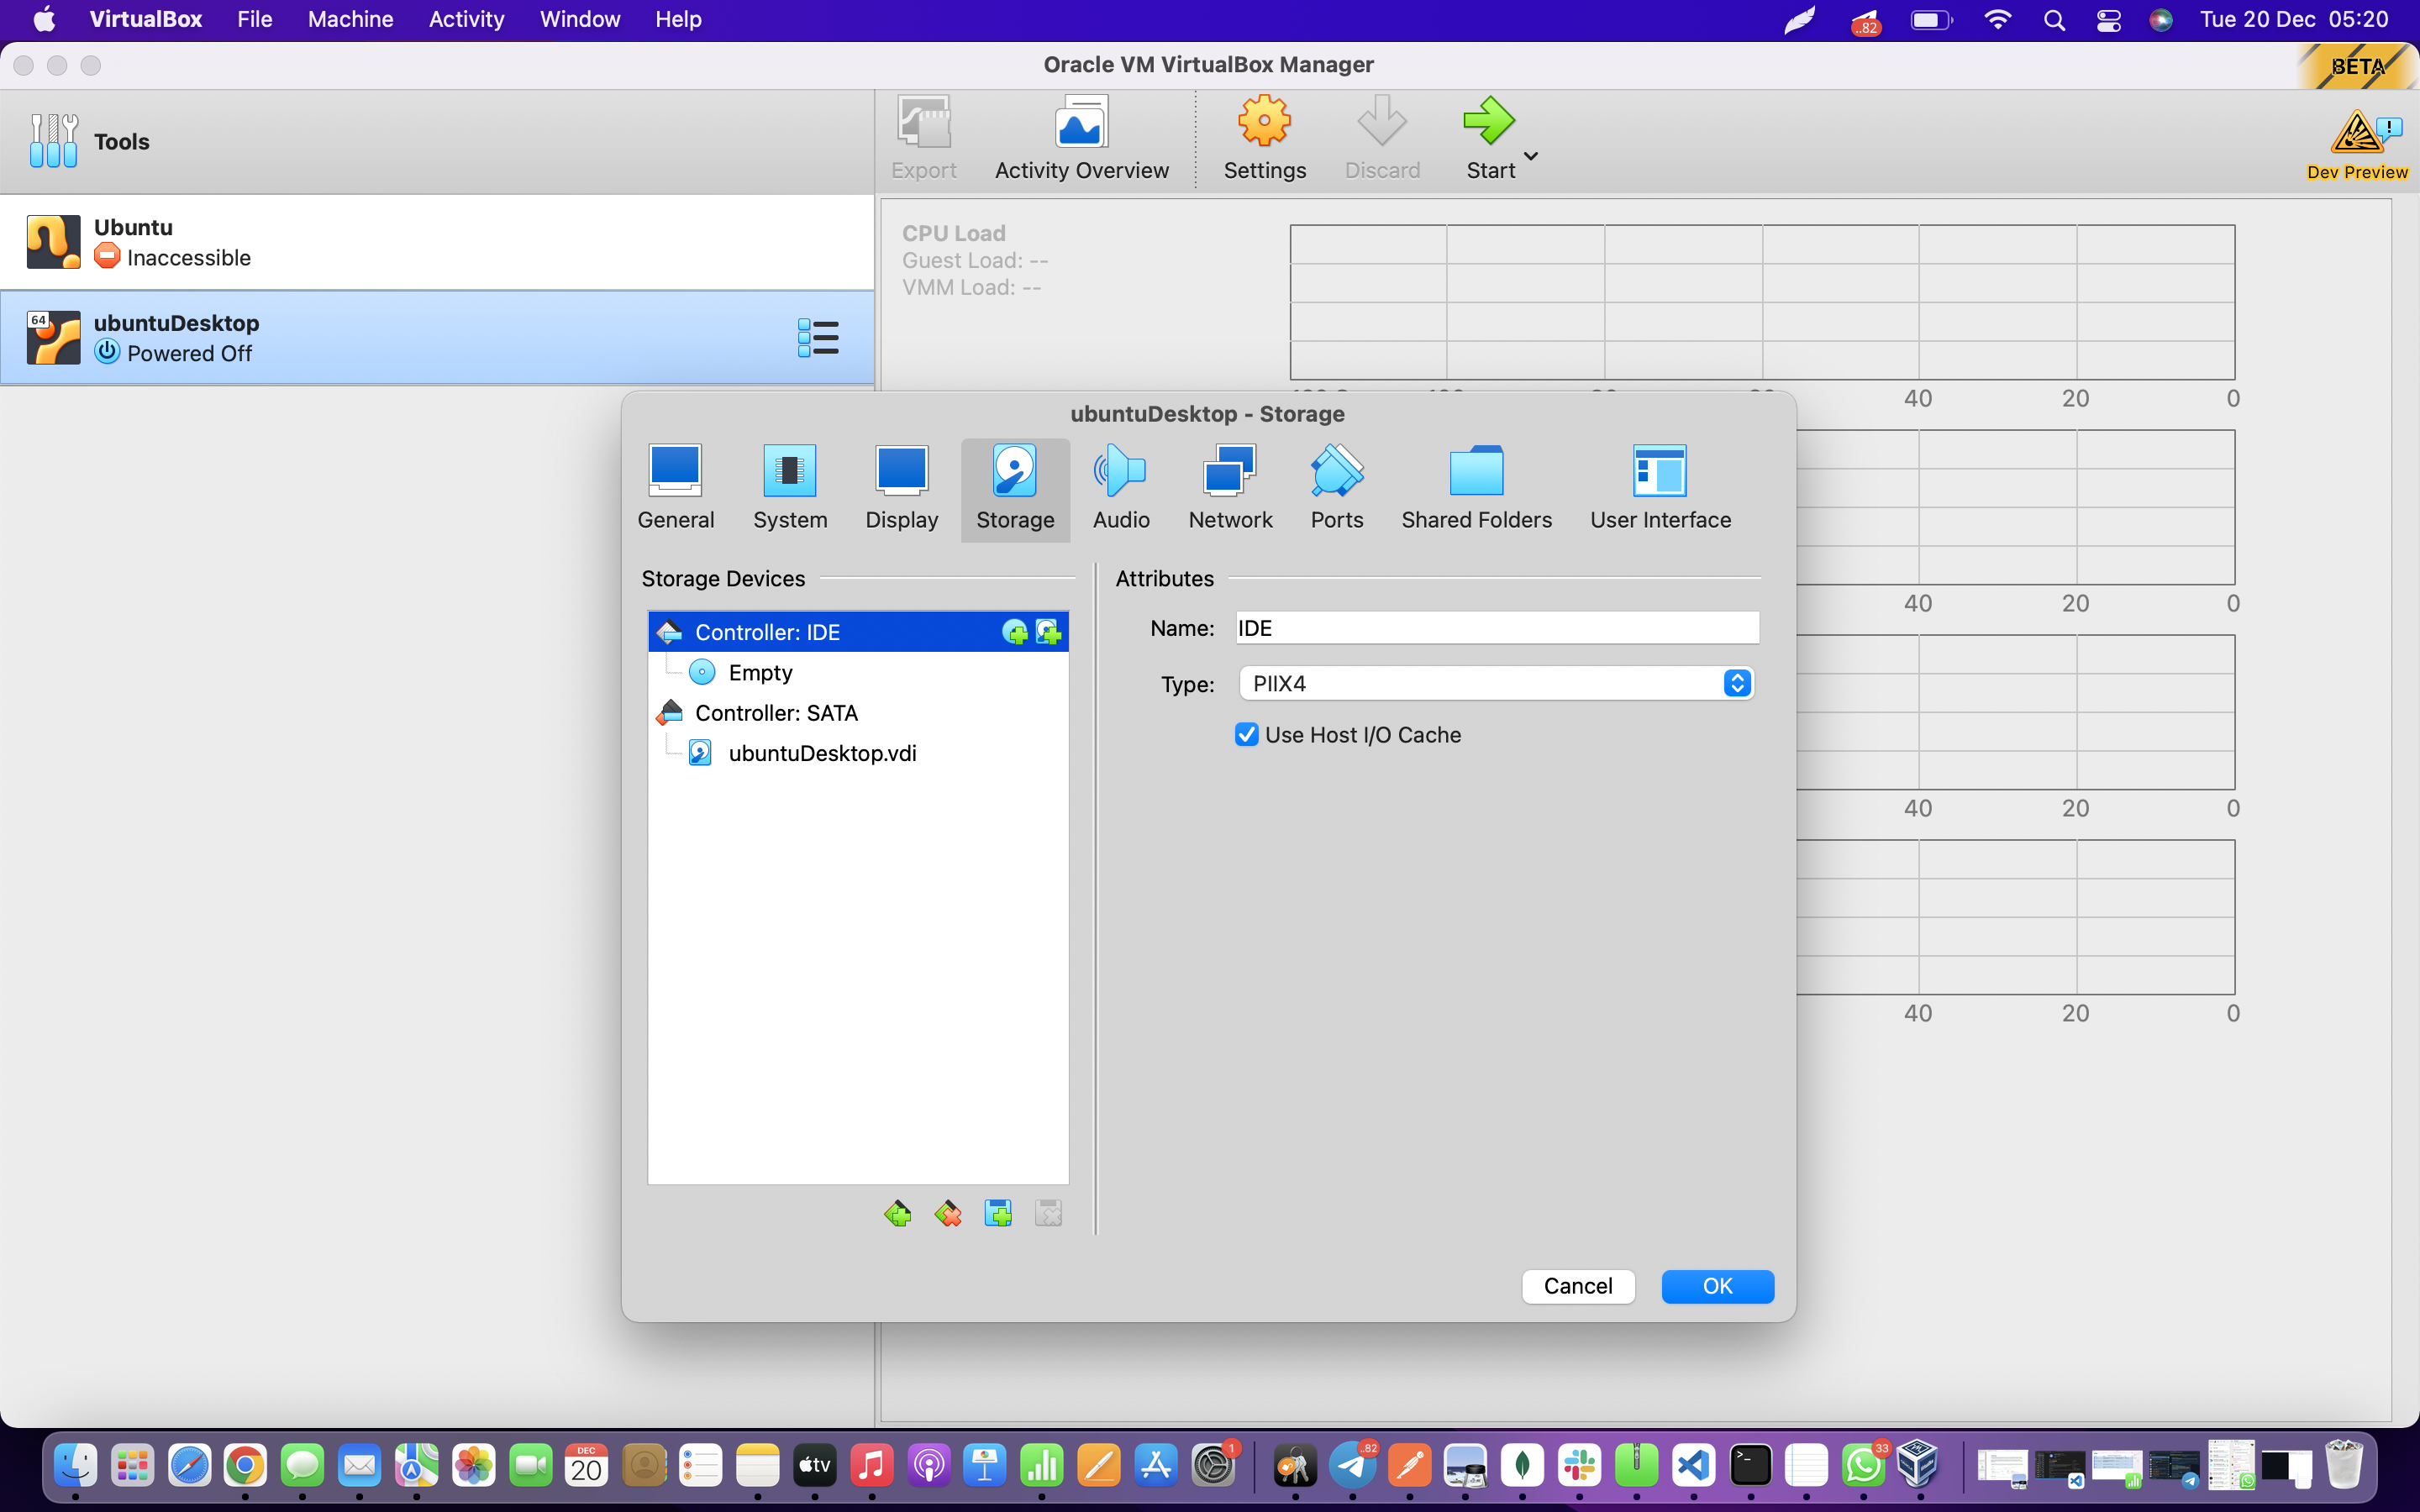 VirtualBox File Machine Activity Window Help ..82 Tue 20 Dec 05:20
Oracle VM VirtualBox Manager
BETA
Tools
Export Activity Overview Settings Discard Start
Dev Preview
Ubuntu
Inaccessible
64
ubuntuDesktop
Powered Off
CPU Load
Guest Load: --
VMM Load: --
40 20 0
ubuntuDesktop - Storage
General System Display Storage Audio Network Ports Shared Folders User Interface
Storage Devices
Attributes
Controller: IDE
Name: IDE
40 20 0
Empty
Type: PIIX4
Controller: SATA
Use Host I/O Cache
ubuntuDesktop.vdi
40 20 0
40 20 0
Cancel OK
DEC
20
tv
1
..82
33